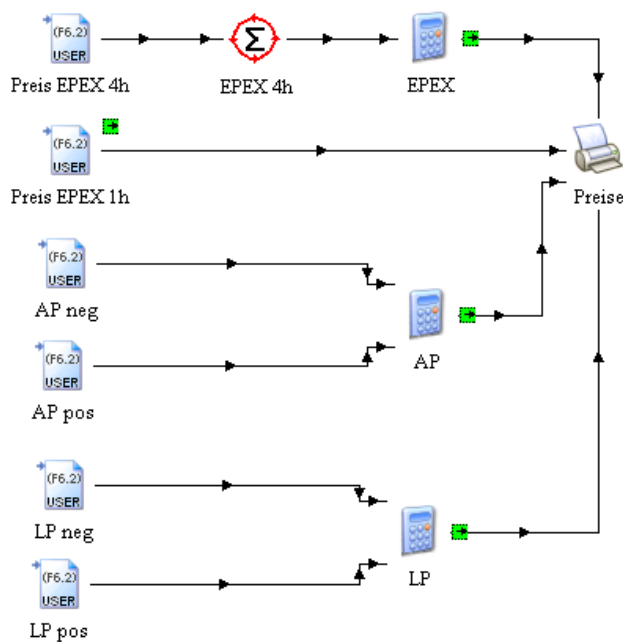 (F6.2)
USER
Preis EPEX 4h
Σ
EPEX 4h
EPEX
(F6.2)
USER
Preis EPEX 1h
Preise
(F6.2)
USER
AP neg
AP
(F6.2)
USER
AP pos
(F6.2)
USER
LP neg
LP
(F6.2)
USER
LP pos